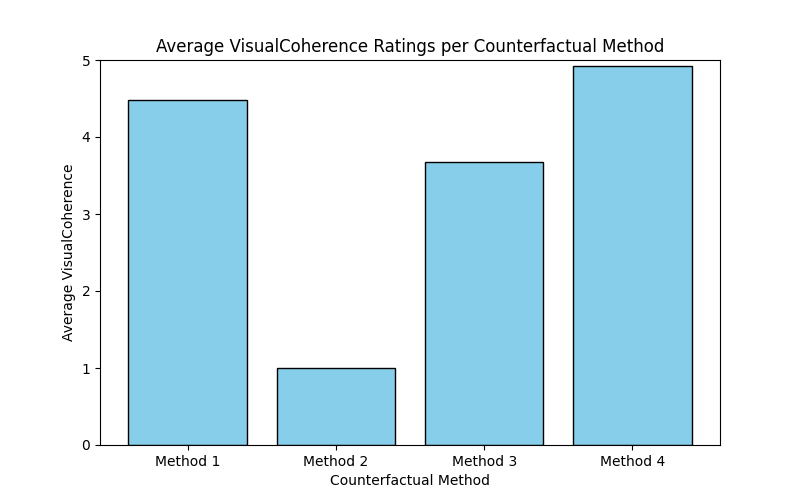 Average VisualCoherence Ratings per Counterfactual Method
Average VisualCoherence
5
4
3
2
1
0
Method 1
Method 2
Method 3
Method 4
Counterfactual Method